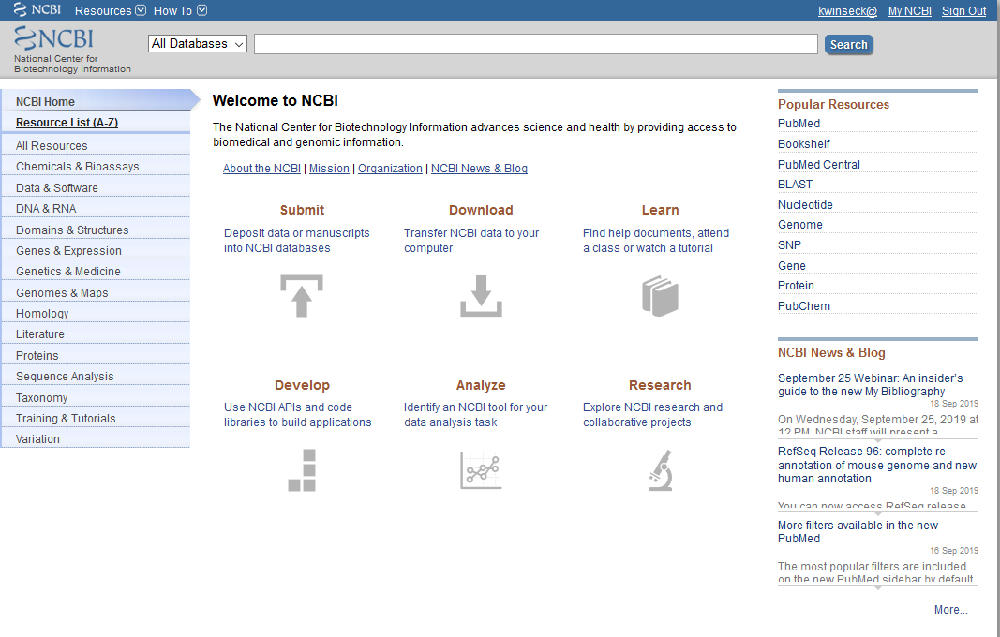 NCBI Resources How To kwinseck@ My NCBI Sign Out
NCBI
National Center for
Biotechnology Information
All Databases
Search
NCBI Home
Resource List (A-Z)
All Resources
Chemicals & Bioassays
Data & Software
DNA & RNA
Domains & Structures
Genes & Expression
Genetics & Medicine
Genomes & Maps
Homology
Literature
Proteins
Sequence Analysis
Taxonomy
Training & Tutorials
Variation
Welcome to NCBI
The National Center for Biotechnology Information advances science and health by providing access to
biomedical and genomic information.
About the NCBI | Mission | Organization | NCBI News & Blog
Submit
Deposit data or manuscripts
into NCBI databases
Download
Transfer NCBI data to your
computer
Learn
Find help documents, attend
a class or watch a tutorial
Develop
Use NCBI APIs and code
libraries to build applications
Analyze
Identify an NCBI tool for your
data analysis task
Research
Explore NCBI research and
collaborative projects
Popular Resources
PubMed
Bookshelf
PubMed Central
BLAST
Nucleotide
Genome
SNP
Gene
Protein
PubChem
NCBI News & Blog
September 25 Webinar: An insider's
guide to the new My Bibliography
18 Sep 2019
On Wednesday, September 25, 2019 at
12 PM, NCBI staff will present a
RefSeq Release 96: complete re-
annotation of mouse genome and new
human annotation
18 Sep 2019
You can now access RefSeq release
More filters available in the new
PubMed
16 Sep 2019
The most popular filters are included
on the new PubMed sidebar by default
More...